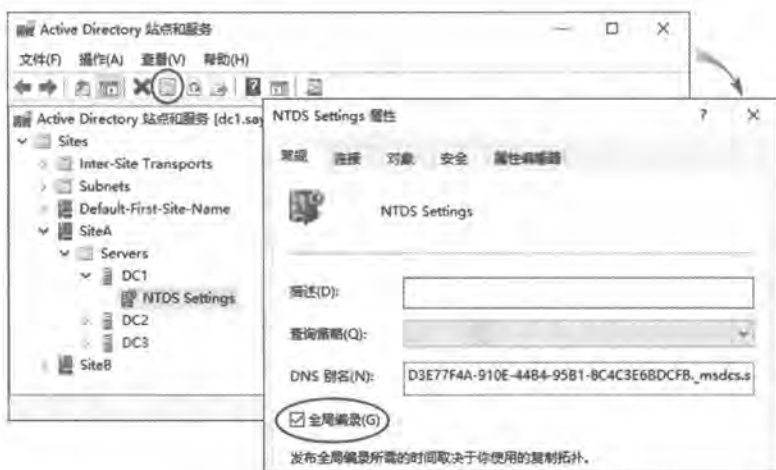 Active Directory 站点和服务
文件(F) 操作(A) 查看(V) 帮助(H)
Active Directory 站点和服务 [dc1.say
Sites
Inter-Site Transports
Subnets
Default-First-Site-Name
SiteA
Servers
DC1
NTDS Settings
DC2
DC3
SiteB
NTDS Settings 属性
常规 连接 对象 安全 属性编辑器
NTDS Settings
描述(D):
查询策略(Q):
DNS 别名(N): D3E77F4A-910E-44B4-95B1-8C4C3E6BDCFB._msdcs.s
全局编录(G)
发布全局编录所需的时间取决于你使用的复制拓扑。